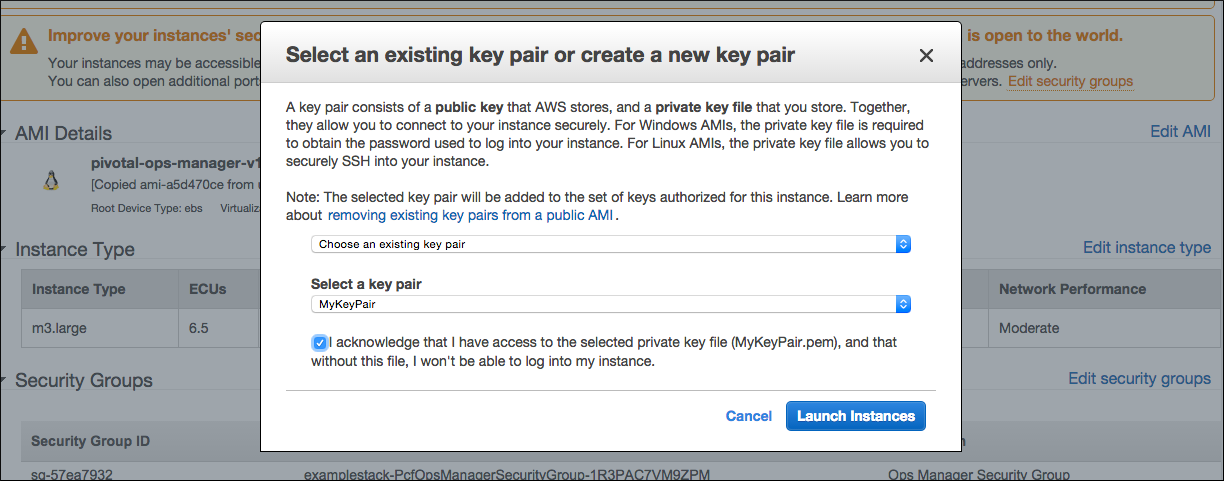 Improve your instances' sec
is open to the world.
Your instances may be accessible
addresses only.
You can also open additional port
ervers. Edit security groups
Select an existing key pair or create a new key pair
A key pair consists of a public key that AWS stores, and a private key file that you store. Together,
they allow you to connect to your instance securely. For Windows AMIs, the private key file is required
to obtain the password used to log into your instance. For Linux AMIs, the private key file allows you to
securely SSH into your instance.
Note: The selected key pair will be added to the set of keys authorized for this instance. Learn more
about removing existing key pairs from a public AMI .
Choose an existing key pair
Select a key pair
MyKeyPair
I acknowledge that I have access to the selected private key file (MyKeyPair.pem), and that
without this file, I won't be able to log into my instance.
Cancel
Launch Instances
AMI Details
Edit AMI
pivotal-ops-manager-v1
[Copied ami-a5d470ce from u
Root Device Type: ebs Virtualiza
Instance Type
Edit instance type
Instance Type ECUs Network Performance
m3.large 6.5 Moderate
Security Groups
Edit security groups
Security Group ID
n
sg-57ea7932 examplestack-PcfOpsManagerSecurityGroup-1R3PAC7VM9ZPM Ops Manager Security Group